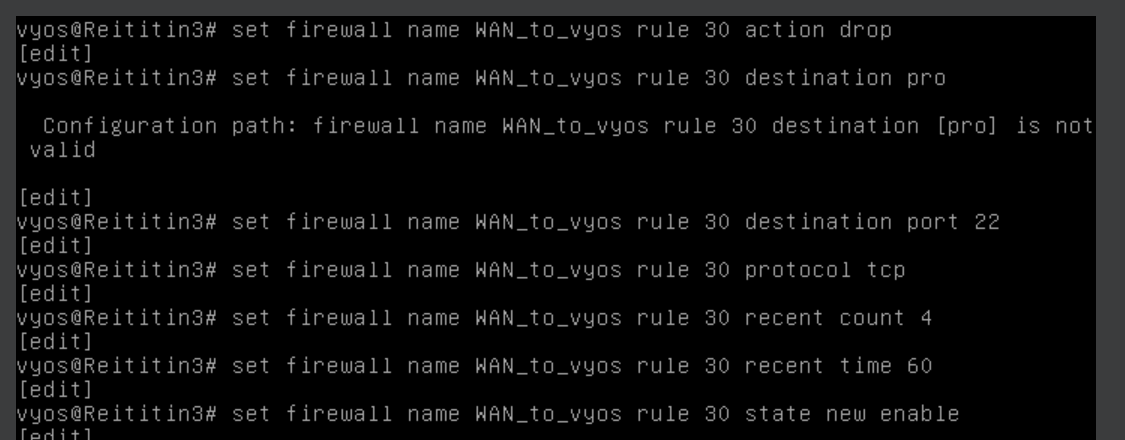 vyos@Reititin3# set firewall name WAN_to_vyos rule 30 action drop
[edit]
vyos@Reititin3# set firewall name WAN_to_vyos rule 30 destination pro
Configuration path: firewall name WAN_to_vyos rule 30 destination [pro] is not
valid
[edit]
vyos@Reititin3# set firewall name WAN_to_vyos rule 30 destination port 22
[edit]
vyos@Reititin3# set firewall name WAN_to_vyos rule 30 protocol tcp
[edit]
vyos@Reititin3# set firewall name WAN_to_vyos rule 30 recent count 4
[edit]
vyos@Reititin3# set firewall name WAN_to_vyos rule 30 recent time 60
[edit]
vyos@Reititin3# set firewall name WAN_to_vyos rule 30 state new enable
[edit]